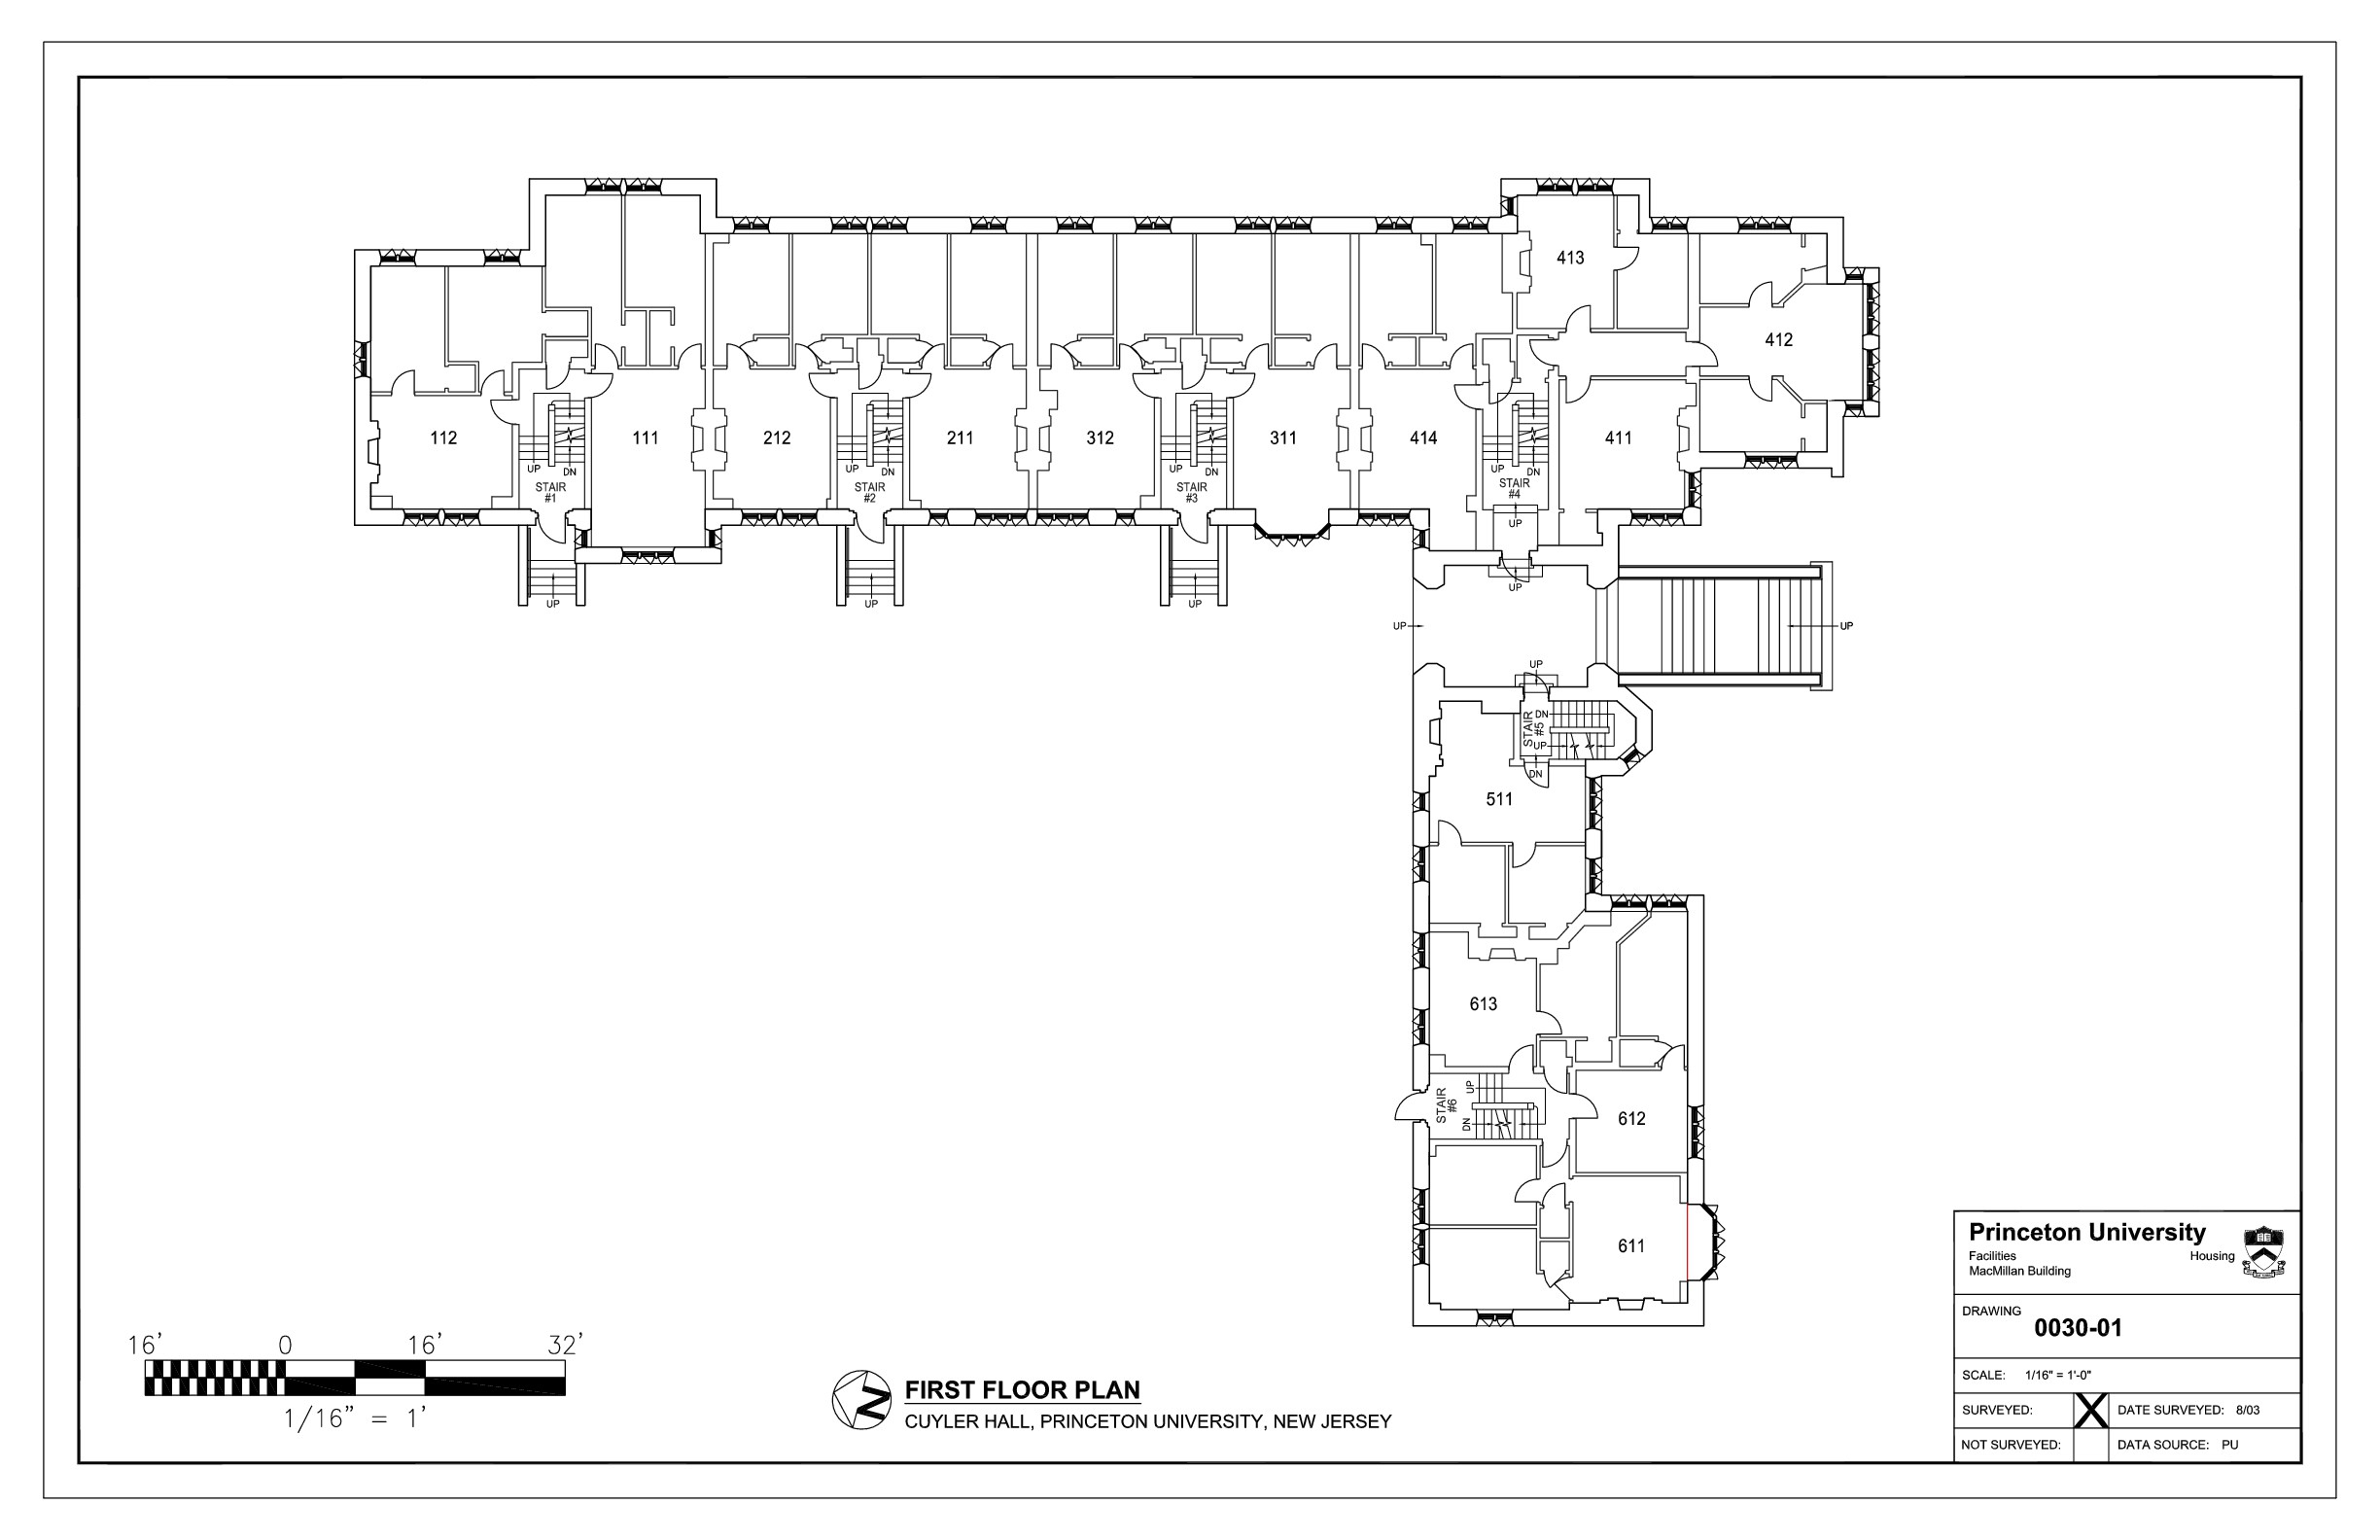 413
412
112
111
212
211
312
311
414
411
UP
DN
STAIR
#1
UP
DN
STAIR
#2
UP
DN
STAIR
#3
UP
DN
STAIR
#4
UP
UP
UP
UP
UP
UP
UP
UP
DN
STAIR
#5
UP
DN
511
613
STAIR
#6
UP
DN
612
611
16' 0 16' 32'
1/16" = 1'
N
FIRST FLOOR PLAN
CUYLER HALL, PRINCETON UNIVERSITY, NEW JERSEY
Princeton University
Facilities Housing
MacMillan Building
DRAWING
0030-01
SCALE: 1/16" = 1'-0"
SURVEYED: X DATE SURVEYED: 8/03
NOT SURVEYED: DATA SOURCE: PU